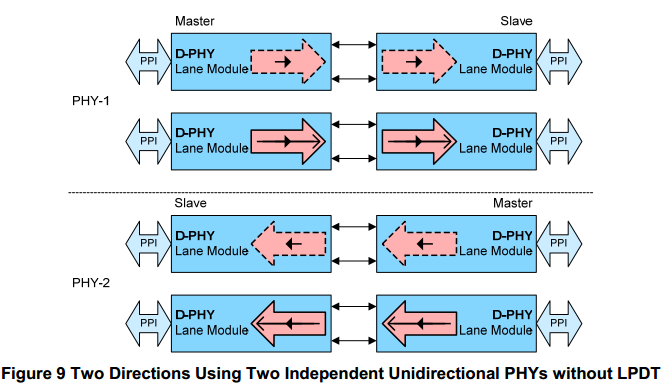 Master Slave
PPI D-PHY Lane Module D-PHY Lane Module PPI
PHY-1
PPI D-PHY Lane Module D-PHY Lane Module PPI
Slave Master
PPI D-PHY Lane Module D-PHY Lane Module PPI
PHY-2
PPI D-PHY Lane Module D-PHY Lane Module PPI
Figure 9 Two Directions Using Two Independent Unidirectional PHYs without LPDT